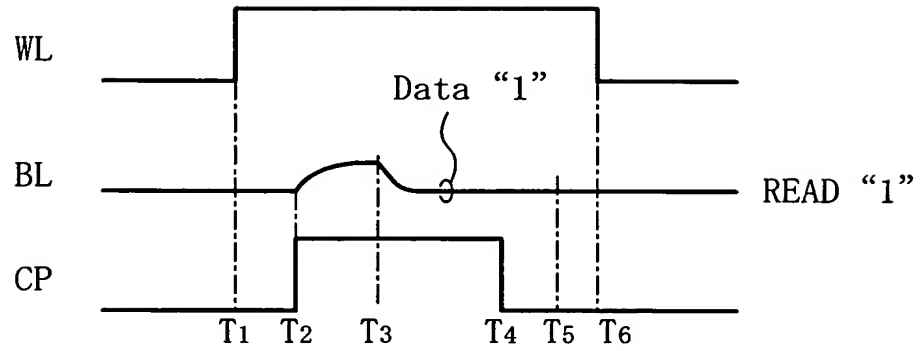 WL
Data “1”
BL
READ “1”
CP
T1 T2 T3 T4 T5 T6